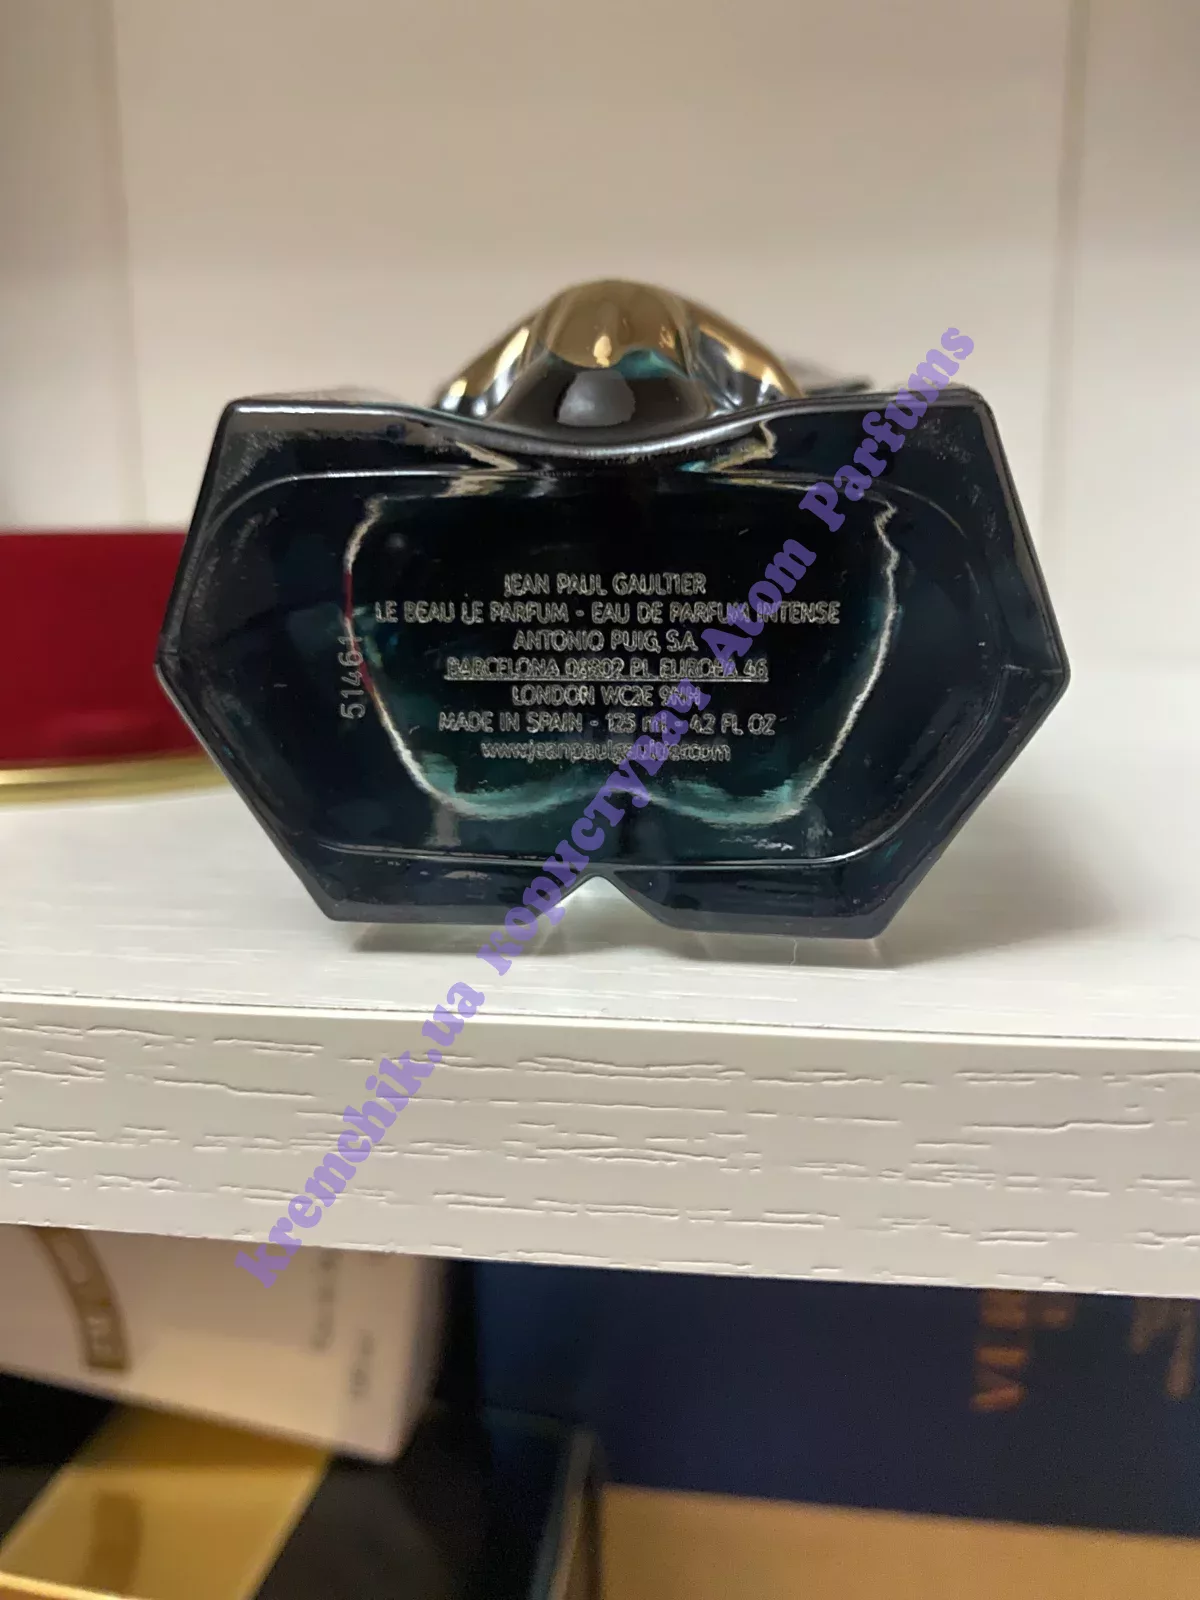 JEAN PAUL GAULTIER
LE BEAU LE PARFUM - EAU DE PARFUM INTENSE
ANTONIO PUIG, S.A.
BARCELONA 08902 PL. EUROPA 46
LONDON WC2E 9NH
MADE IN SPAIN - 125 ml - 4.2 FL. OZ
www.jeanpaulgaultier.com
51461
kremchik.ua користувач Atom Parfums